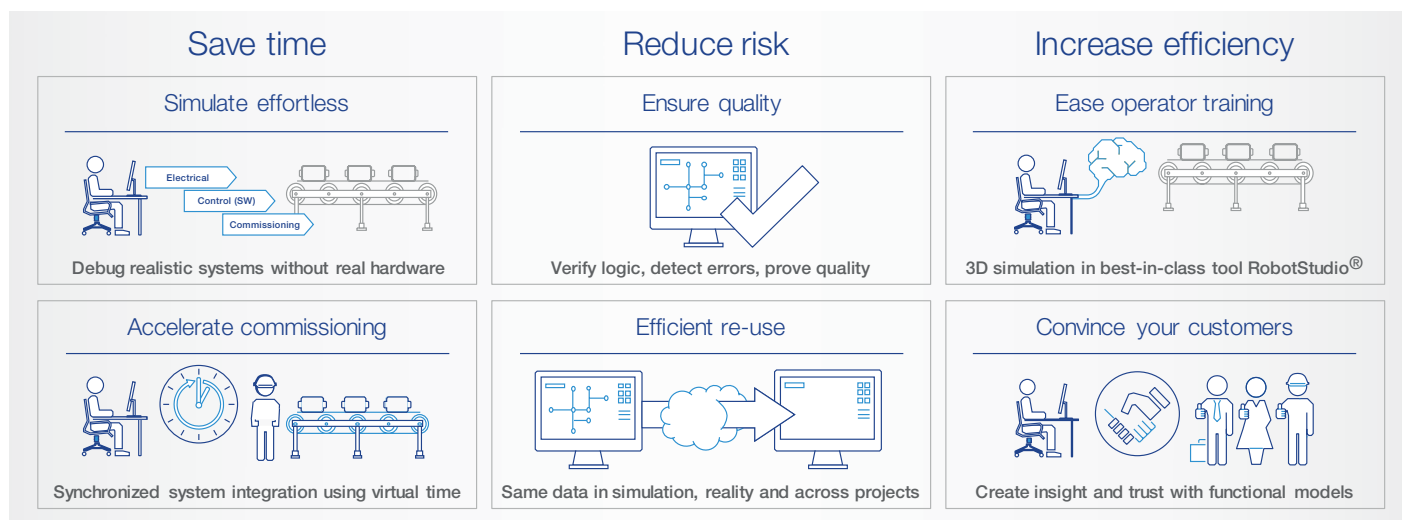 Save time
Simulate effortless
Electrical
Control (SW)
Commissioning
Debug realistic systems without real hardware
Accelerate commissioning
Synchronized system integration using virtual time
Reduce risk
Ensure quality
Verify logic, detect errors, prove quality
Efficient re-use
Same data in simulation, reality and across projects
Increase efficiency
Ease operator training
3D simulation in best-in-class tool RobotStudio®
Convince your customers
Create insight and trust with functional models